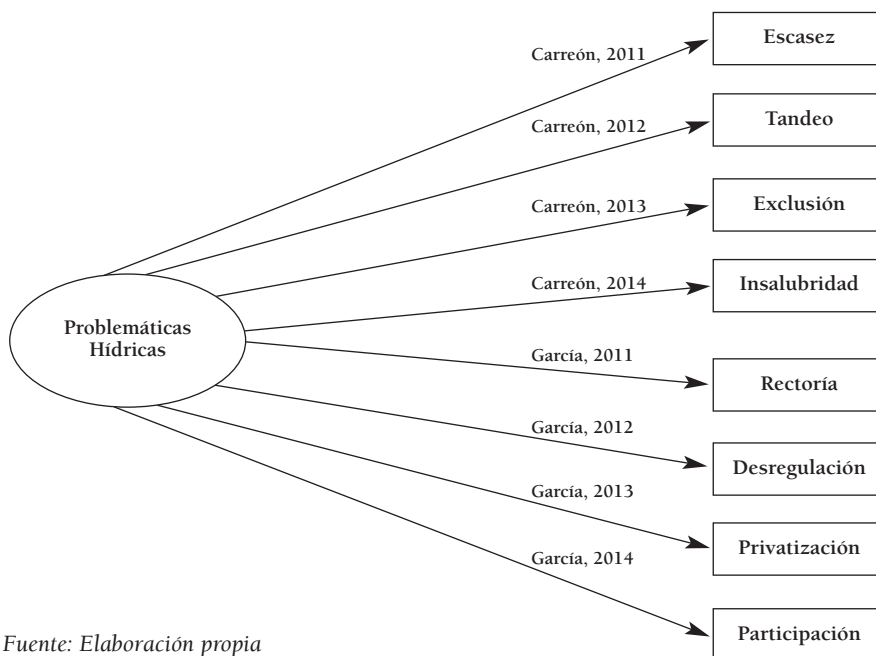 Carreón, 2011
Escasez
Carreón, 2012
Tandeo
Carreón, 2013
Exclusión
Carreón, 2014
Insalubridad
Problemáticas
Hídricas
García, 2011
Rectoría
García, 2012
Desregulación
García, 2013
Privatización
García, 2014
Participación
Fuente: Elaboración propia